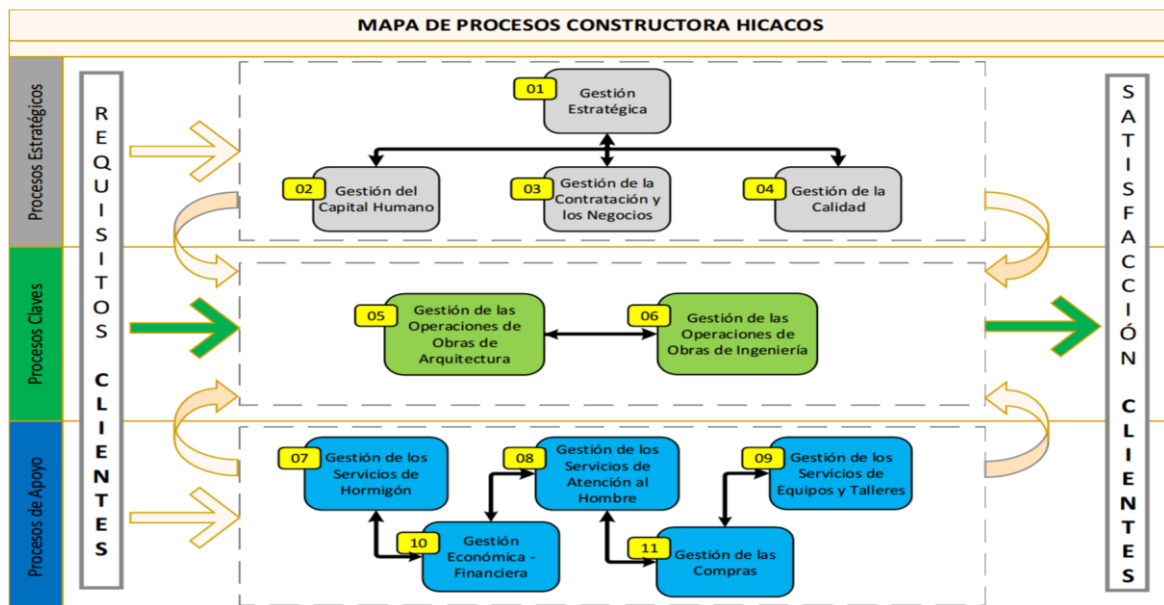 MAPA DE PROCESOS CONSTRUCTORA HICACOS
Procesos Estratégicos
REQUISITOS CLIENTES
01
Gestión
Estratégica
02
Gestión del
Capital Humano
03
Gestión de la
Contratación y
los Negocios
04
Gestión de la
Calidad
SATISFACCIÓN CLIENTES
Procesos Claves
05
Gestión de las
Operaciones de
Obras de
Arquitectura
06
Gestión de las
Operaciones de
Obras de Ingeniería
Procesos de Apoyo
07
Gestión de los
Servicios de
Hormigón
08
Gestión de los
Servicios de
Atención al
Hombre
09
Gestión de los
Servicios de
Equipos y Talleres
10
Gestión
Económica -
Financiera
11
Gestión de las
Compras